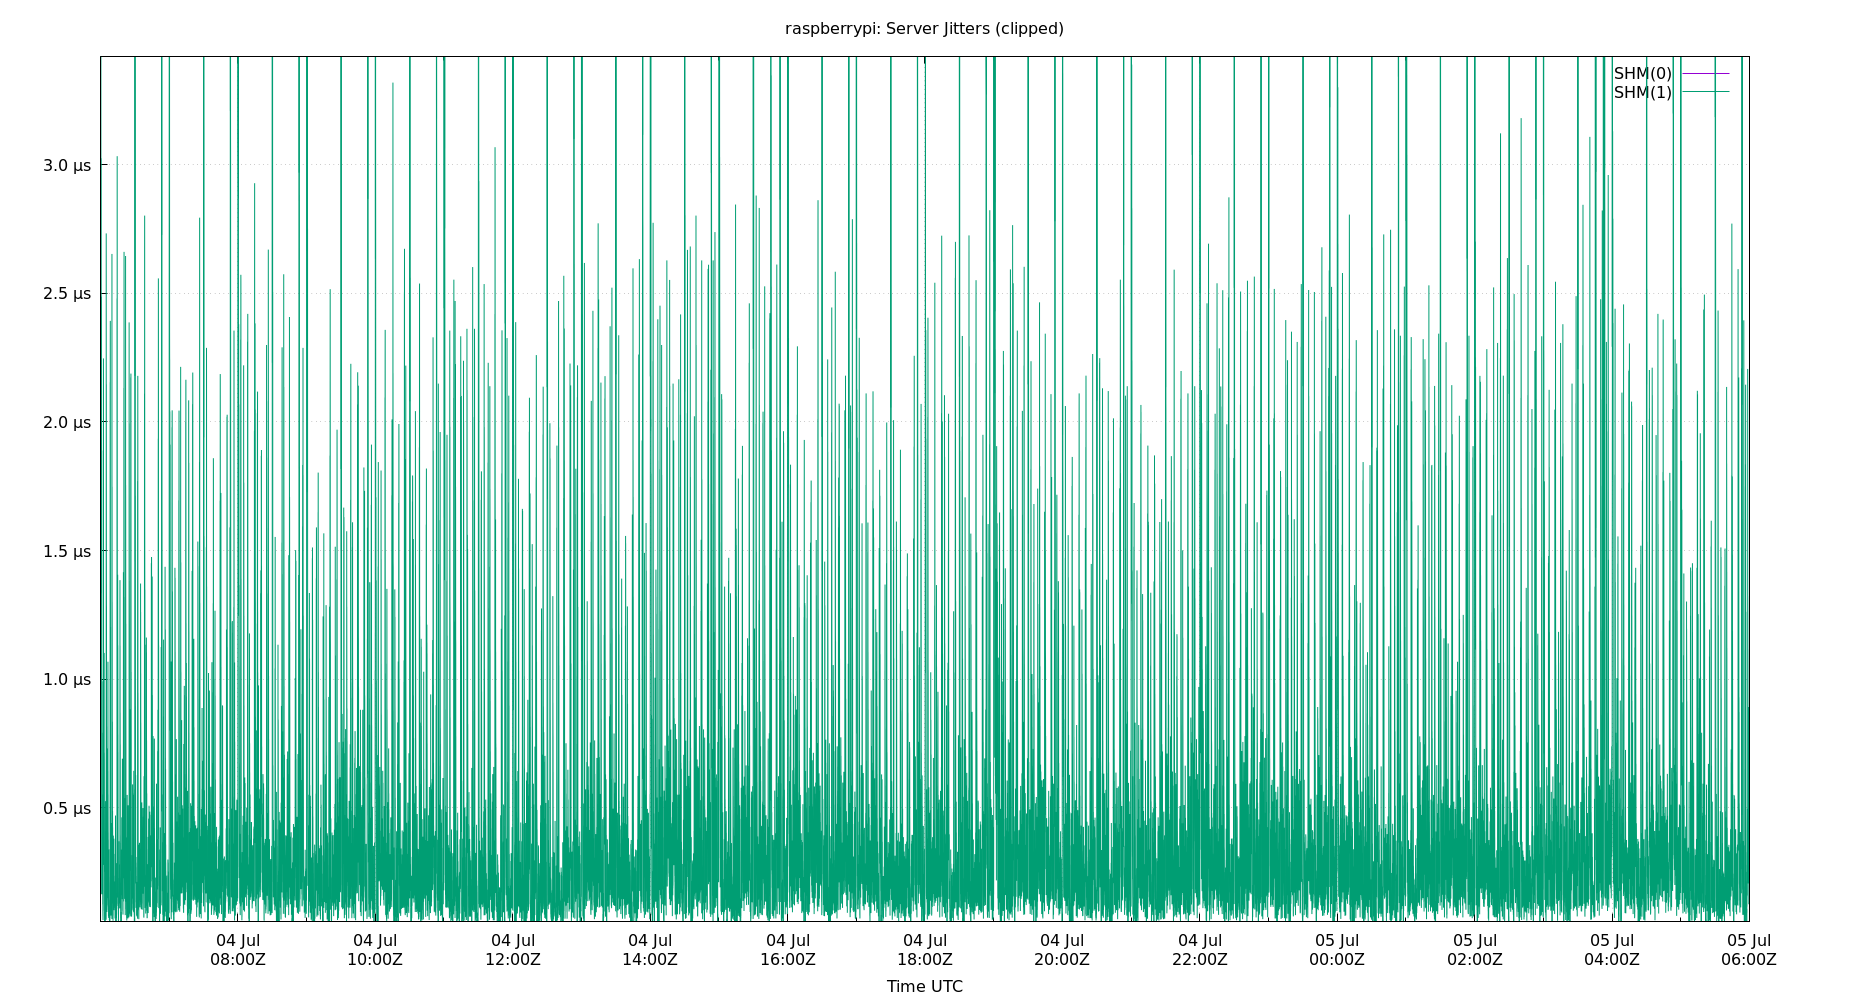 raspberrypi: Server Jitters (clipped)
SHM(0)
SHM(1)
3.0 µs
2.5 µs
2.0 µs
1.5 µs
1.0 µs
0.5 µs
04 Jul 04 Jul 04 Jul 04 Jul 04 Jul 04 Jul 04 Jul 04 Jul 05 Jul 05 Jul 05 Jul 05 Jul
08:00Z 10:00Z 12:00Z 14:00Z 16:00Z 18:00Z 20:00Z 22:00Z 00:00Z 02:00Z 04:00Z 06:00Z
Time UTC